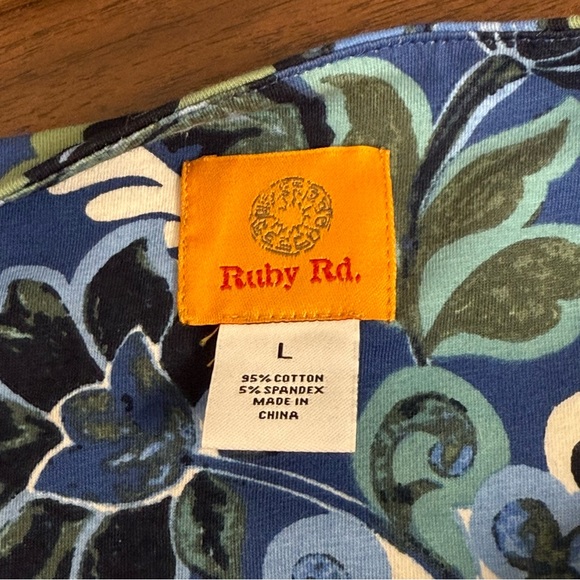 Ruby Rd.
L
95% COTTON
5% SPANDEX
MADE IN
CHINA